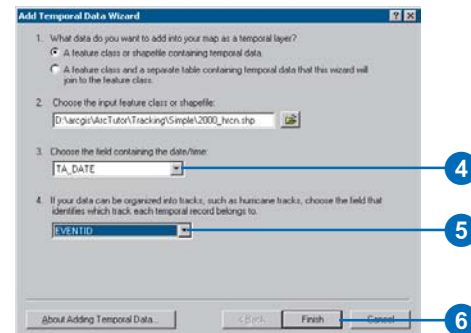 Add Temporal Data Wizard
1. What data do you want to add into your map as a temporal layer?
A feature class or shapefile containing temporal data.
A feature class and a separate table containing temporal data that this wizard will
join to the feature class.
2. Choose the input feature class or shapefile:
D:\arcgis\ArcTutor\Tracking\Simple\2000_hrcn.shp
3. Choose the field containing the date/time:
TA_DATE
4
4. If your data can be organized into tracks, such as hurricane tracks, choose the field that
identifies which track each temporal record belongs to.
EVENTID
5
About Adding Temporal Data... < Back Finish Cancel
6